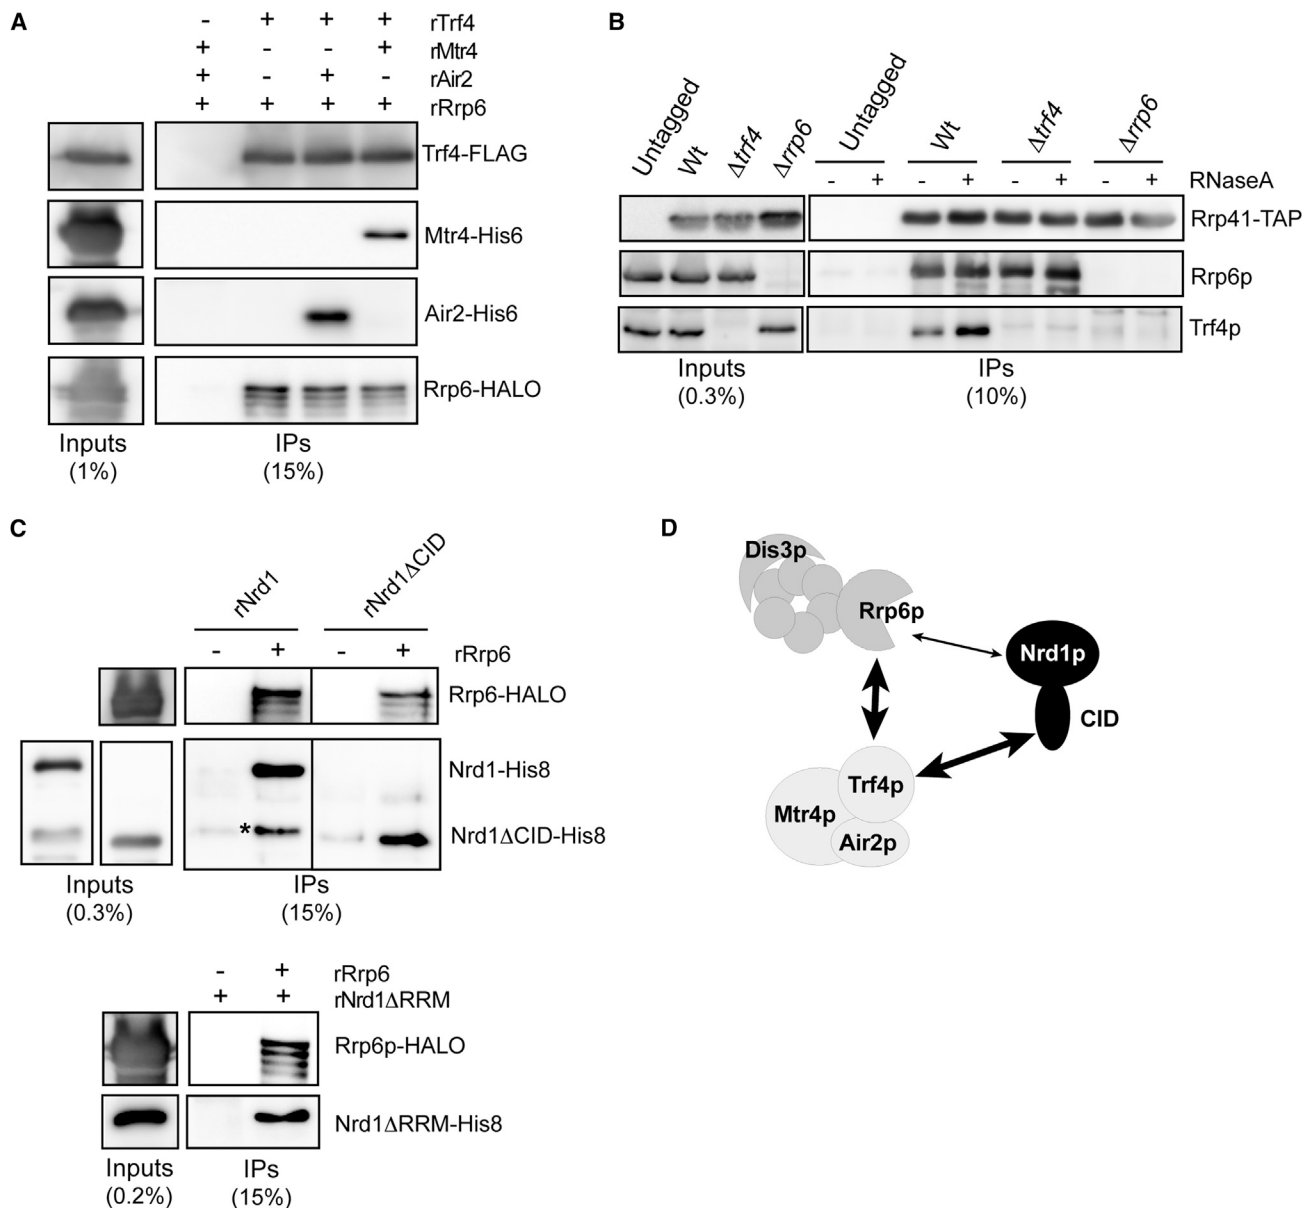 A
- + + + rTrf4
+ - - + rMtr4
+ - + - rAir2
+ + + + rRrp6
Trf4-FLAG
Mtr4-His6
Air2-His6
Rrp6-HALO
Inputs
(1%)
IPs
(15%)
B
Untagged
Wt
Δtrf4
Δrrp6
Untagged
Wt
Δtrf4
Δrrp6
- + - + - + - + RNaseA
Rrp41-TAP
Rrp6p
Trf4p
Inputs
(0.3%)
IPs
(10%)
C
rNrd1
rNrd1ΔCID
- + - + rRrp6
Rrp6-HALO
Nrd1-His8
*
Nrd1ΔCID-His8
Inputs
(0.3%)
IPs
(15%)
- + rRrp6
+ + rNrd1ΔRRM
Rrp6p-HALO
Nrd1ΔRRM-His8
Inputs
(0.2%)
IPs
(15%)
D
Dis3p
Rrp6p
Nrd1p
CID
Trf4p
Mtr4p
Air2p